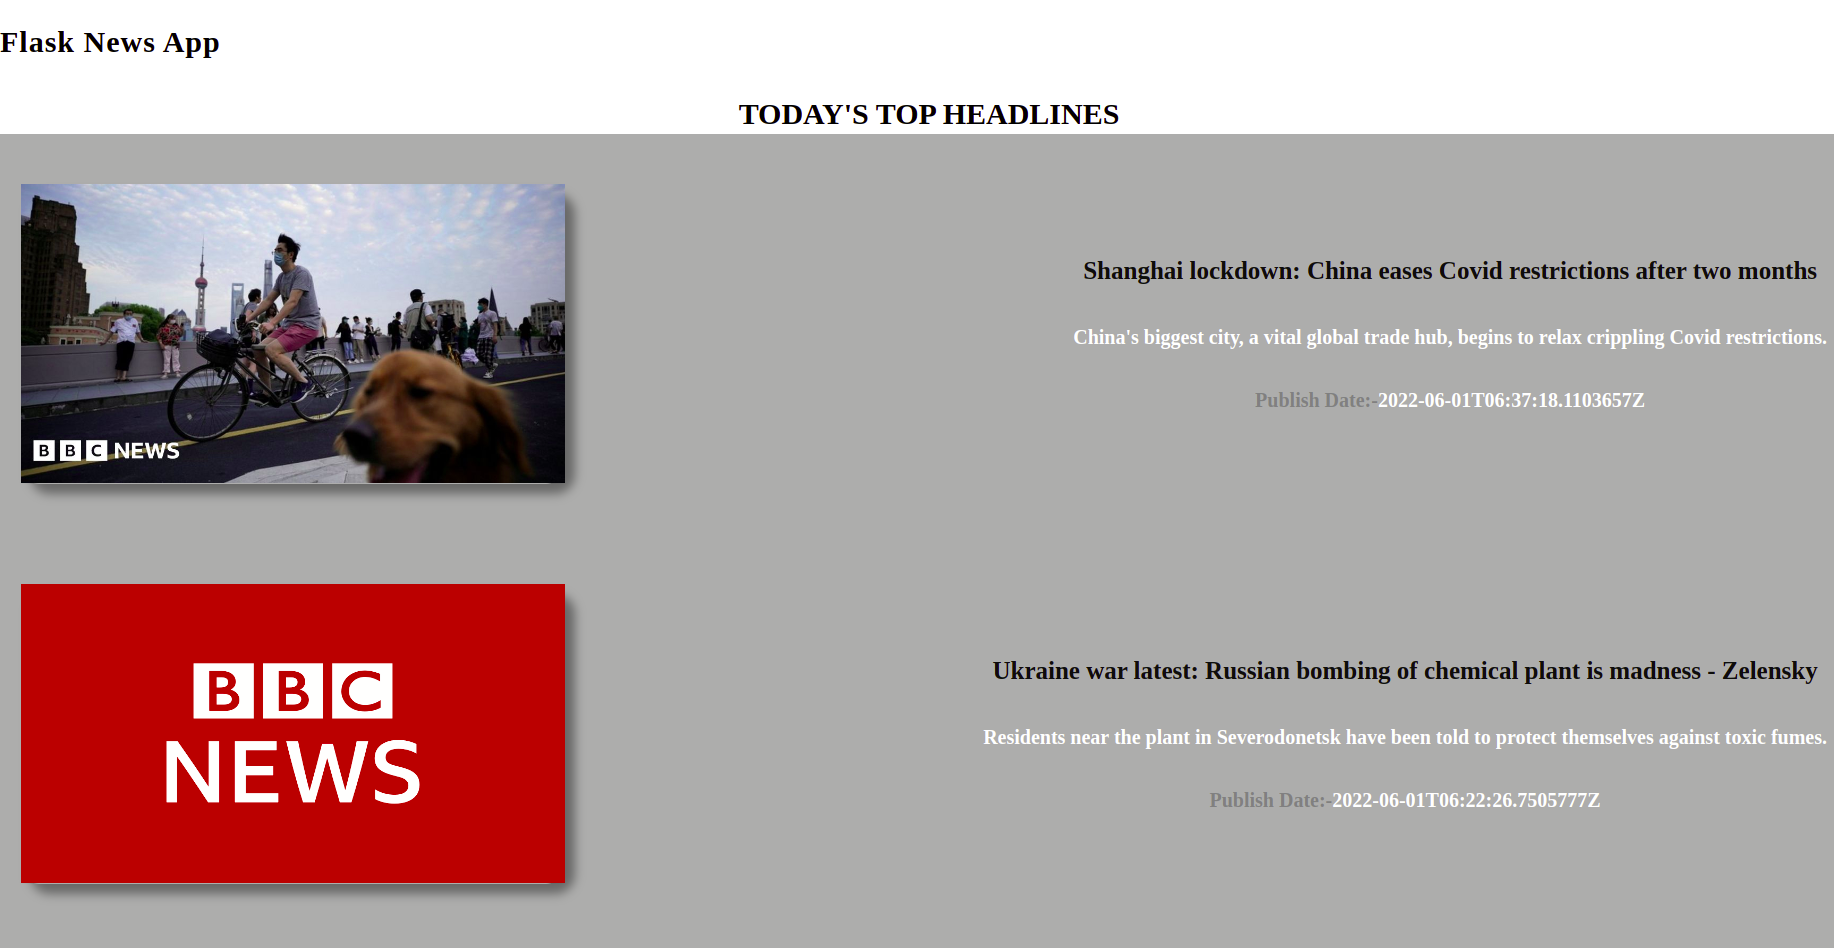 Flask News App
TODAY'S TOP HEADLINES
BBC NEWS
Shanghai lockdown: China eases Covid restrictions after two months
China's biggest city, a vital global trade hub, begins to relax crippling Covid restrictions.
Publish Date:-2022-06-01T06:37:18.1103657Z
BBC
NEWS
Ukraine war latest: Russian bombing of chemical plant is madness - Zelensky
Residents near the plant in Severodonetsk have been told to protect themselves against toxic fumes.
Publish Date:-2022-06-01T06:22:26.7505777Z